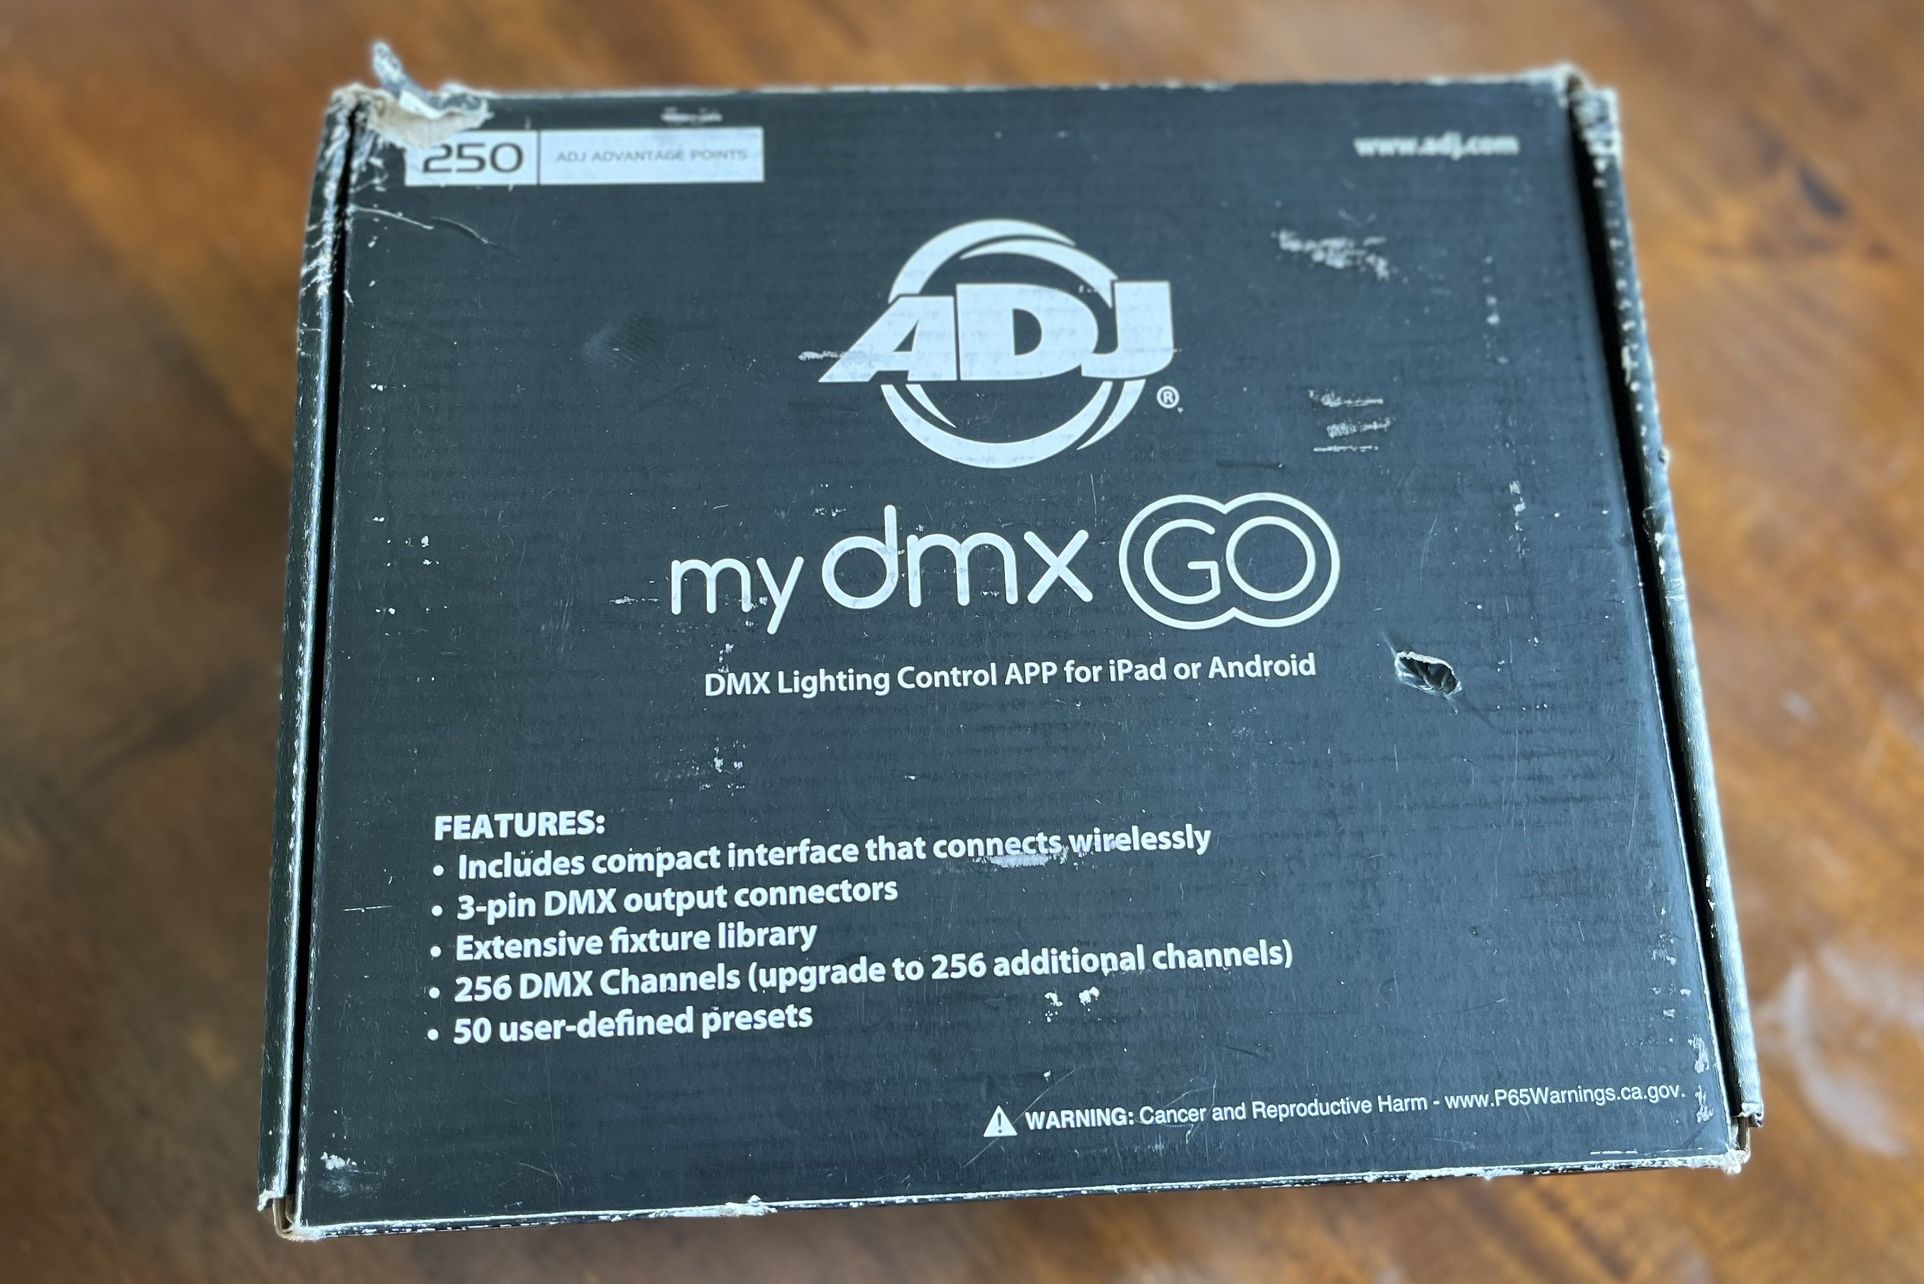 250 ADJ ADVANTAGE POINTS
www.adj.com
ADJ®
my dmx GO
DMX Lighting Control APP for iPad or Android
FEATURES:
• Includes compact interface that connects wirelessly
• 3-pin DMX output connectors
• Extensive fixture library
• 256 DMX Channels (upgrade to 256 additional channels)
• 50 user-defined presets
⚠ WARNING: Cancer and Reproductive Harm - www.P65Warnings.ca.gov.